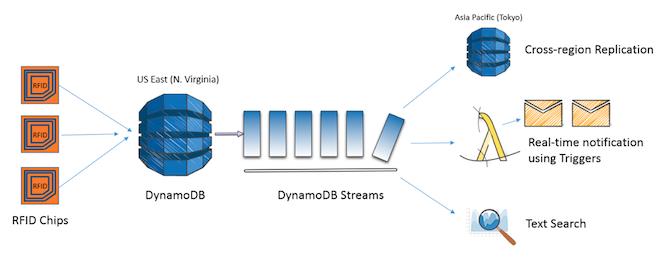 Asia Pacific (Tokyo)
Cross-region Replication
US East (N. Virginia)
RFID
RFID
RFID
Real-time notification
using Triggers
DynamoDB
DynamoDB Streams
RFID Chips
Text Search